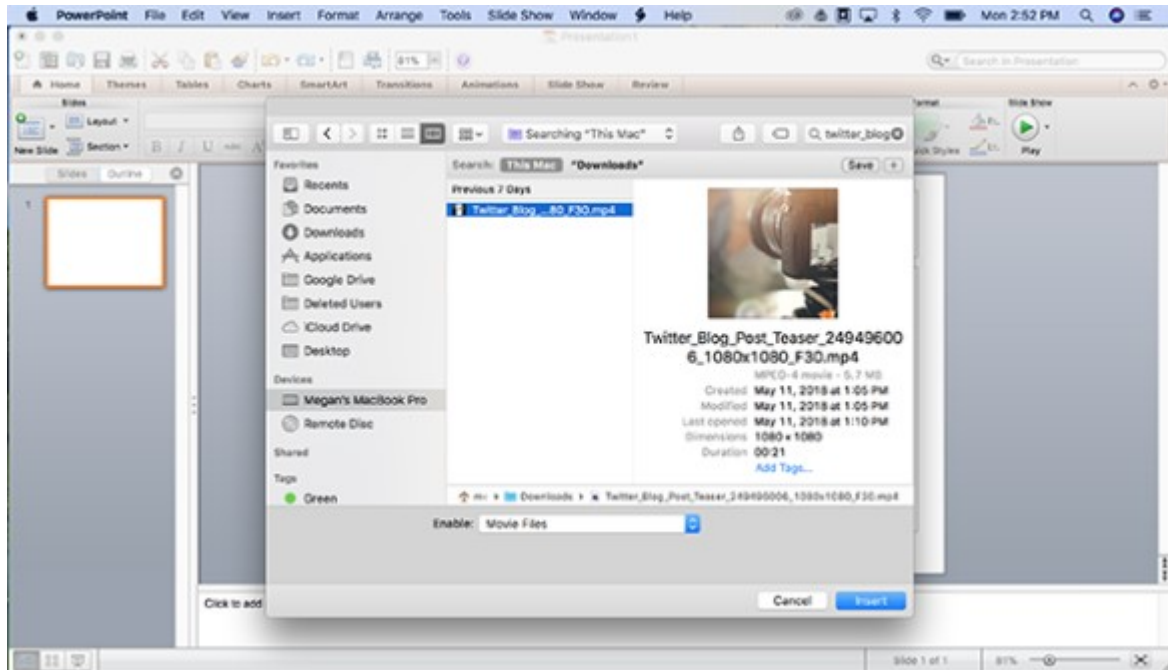 PowerPoint File Edit View Insert Format Arrange Tools Slide Show Window Help Mon 2:52 PM
Presentation1
81%
Search in Presentation
Home Themes Tables Charts SmartArt Transitions Animations Slide Show Review
Slides
Slide Show
Layout
New Slide
Section
B I U
Play
Slides Outline
1
Searching "This Mac"
twitter_blog
Favorites
Recents
Documents
Downloads
Applications
Google Drive
Deleted Users
iCloud Drive
Desktop
Devices
Megan's MacBook Pro
Remote Disc
Shared
Tags
Green
Search: This Mac "Downloads"
Save +
Previous 7 Days
Twitter_Blog_...80_F30.mp4
Twitter_Blog_Post_Teaser_24949600
6_1080x1080_F30.mp4
MPEG-4 movie - 5.7 MB
Created May 11, 2018 at 1:05 PM
Modified May 11, 2018 at 1:05 PM
Last opened May 11, 2018 at 1:10 PM
Dimensions 1080 × 1080
Duration 00:21
Add Tags...
Downloads Twitter_Blog_Post_Teaser_249496006_1080x1080_F30.mp4
Enable: Movie Files
Cancel Insert
Click to add
Slide 1 of 1 81%